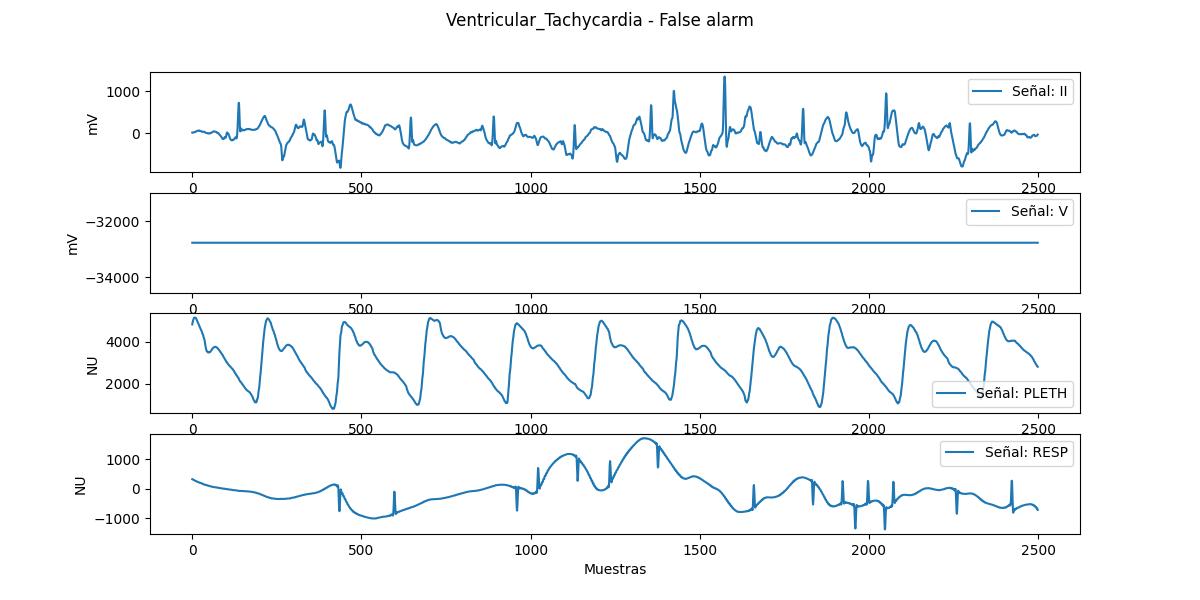 Ventricular_Tachycardia - False alarm
1000
0
mV
Señal: II
0 500 1000 1500 2000 2500
−32000
−34000
mV
Señal: V
0 500 1000 1500 2000 2500
4000
2000
NU
Señal: PLETH
0 500 1000 1500 2000 2500
1000
0
−1000
NU
Señal: RESP
0 500 1000 1500 2000 2500
Muestras